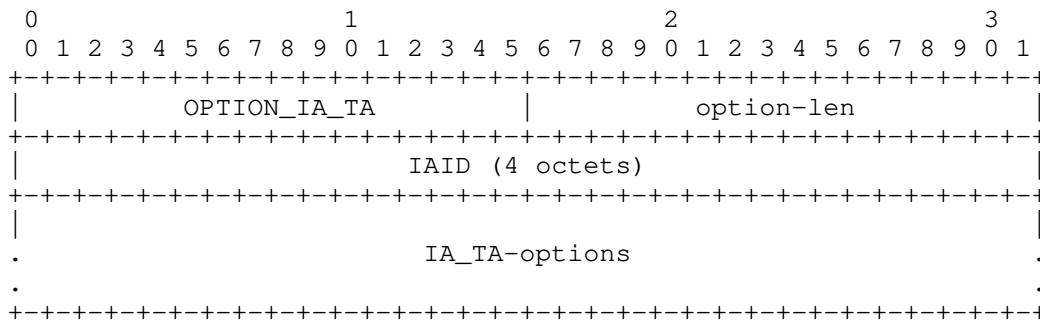 0                   1                   2                   3
 0 1 2 3 4 5 6 7 8 9 0 1 2 3 4 5 6 7 8 9 0 1 2 3 4 5 6 7 8 9 0 1
+-+-+-+-+-+-+-+-+-+-+-+-+-+-+-+-+-+-+-+-+-+-+-+-+-+-+-+-+-+-+-+-+
|         OPTION_IA_TA          |          option-len           |
+-+-+-+-+-+-+-+-+-+-+-+-+-+-+-+-+-+-+-+-+-+-+-+-+-+-+-+-+-+-+-+-+
|                        IAID (4 octets)                        |
+-+-+-+-+-+-+-+-+-+-+-+-+-+-+-+-+-+-+-+-+-+-+-+-+-+-+-+-+-+-+-+-+
|                                                               |
.                         IA_TA-options                         .
.                                                               .
+-+-+-+-+-+-+-+-+-+-+-+-+-+-+-+-+-+-+-+-+-+-+-+-+-+-+-+-+-+-+-+-+